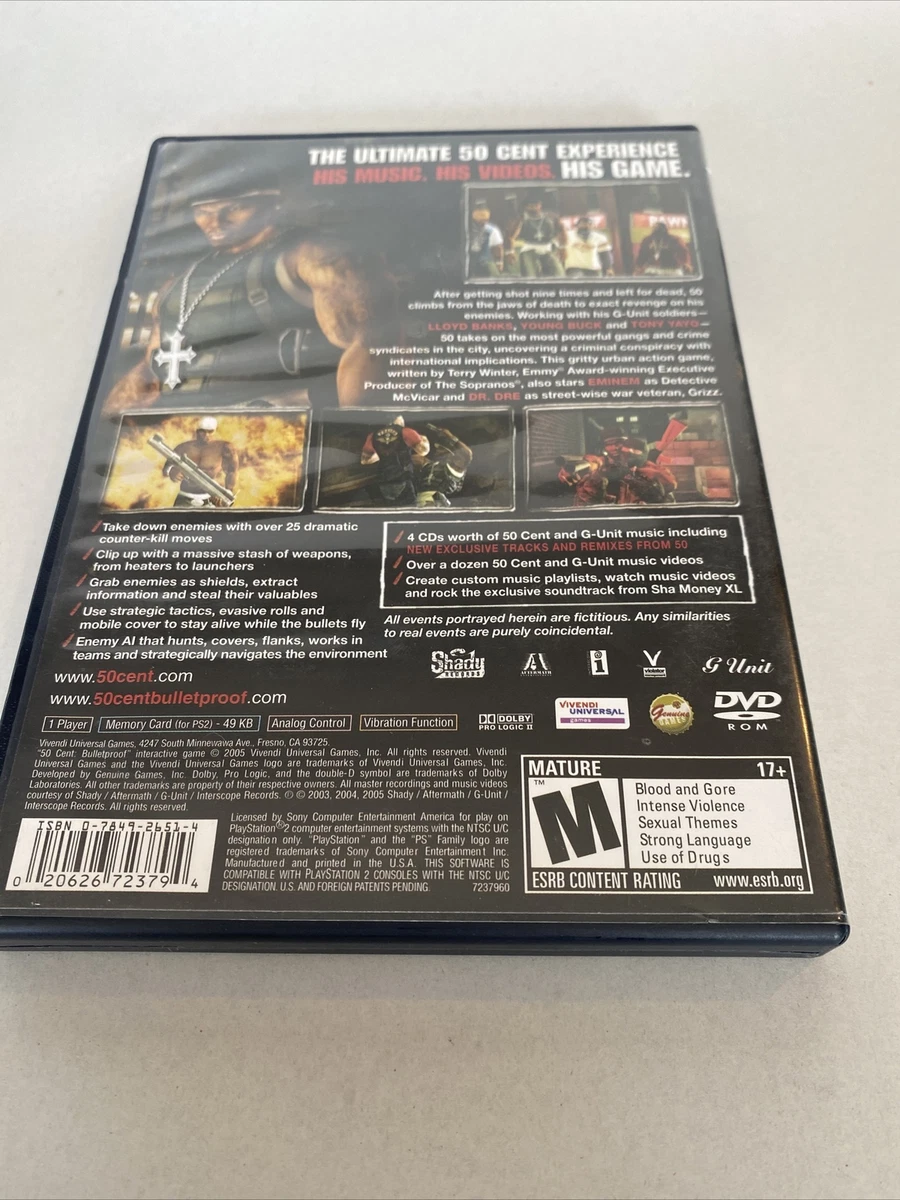 THE ULTIMATE 50 CENT EXPERIENCE
HIS MUSIC. HIS VIDEOS. HIS GAME.
After getting shot nine times and left for dead, 50
climbs from the jaws of death to exact revenge on his
enemies. Working with his G-Unit soldiers—
LLOYD BANKS, YOUNG BUCK and TONY YAYO—
50 takes on the most powerful gangs and crime
syndicates in the city, uncovering a criminal conspiracy with
international implications. This gritty urban action game,
written by Terry Winter, Emmy® Award-winning Executive
Producer of The Sopranos®, also stars EMINEM as Detective
McVicar and DR. DRE as street-wise war veteran, Grizz.
Take down enemies with over 25 dramatic
counter-kill moves
Clip up with a massive stash of weapons,
from heaters to launchers
Grab enemies as shields, extract
information and steal their valuables
Use strategic tactics, evasive rolls and
mobile cover to stay alive while the bullets fly
Enemy AI that hunts, covers, flanks, works in
teams and strategically navigates the environment
4 CDs worth of 50 Cent and G-Unit music including
NEW EXCLUSIVE TRACKS AND REMIXES FROM 50
Over a dozen 50 Cent and G-Unit music videos
Create custom music playlists, watch music videos
and rock the exclusive soundtrack from Sha Money XL
All events portrayed herein are fictitious. Any similarities
to real events are purely coincidental.
www.50cent.com
www.50centbulletproof.com
Shady RECORDS
AFTERMATH
i
G Unit
1 Player
Memory Card (for PS2) - 49 KB
Analog Control
Vibration Function
DOLBY
PRO LOGIC II
VIVENDI
UNIVERSAL
games
Genuine
GAMES
DVD
ROM
Vivendi Universal Games, 4247 South Minnewawa Ave., Fresno, CA 93725.
"50 Cent: Bulletproof" interactive game © 2005 Vivendi Universal Games, Inc. All rights reserved. Vivendi
Universal Games and the Vivendi Universal Games logo are trademarks of Vivendi Universal Games, Inc.
Developed by Genuine Games, Inc. Dolby, Pro Logic, and the double-D symbol are trademarks of Dolby
Laboratories. All other trademarks are property of their respective owners. All master recordings and music videos
courtesy of Shady / Aftermath / G-Unit / Interscope Records. ℗ © 2003, 2004, 2005 Shady / Aftermath / G-Unit /
Interscope Records. All rights reserved.
ISBN 0-7849-2651-4
0 20626 72379 4
Licensed by Sony Computer Entertainment America for play on
PlayStation®2 computer entertainment systems with the NTSC U/C
designation only. "PlayStation" and the "PS" Family logo are
registered trademarks of Sony Computer Entertainment Inc.
Manufactured and printed in the U.S.A. THIS SOFTWARE IS
COMPATIBLE WITH PLAYSTATION 2 CONSOLES WITH THE NTSC U/C
DESIGNATION. U.S. AND FOREIGN PATENTS PENDING. 7237960
MATURE 17+
M
TM
Blood and Gore
Intense Violence
Sexual Themes
Strong Language
Use of Drugs
ESRB CONTENT RATING www.esrb.org